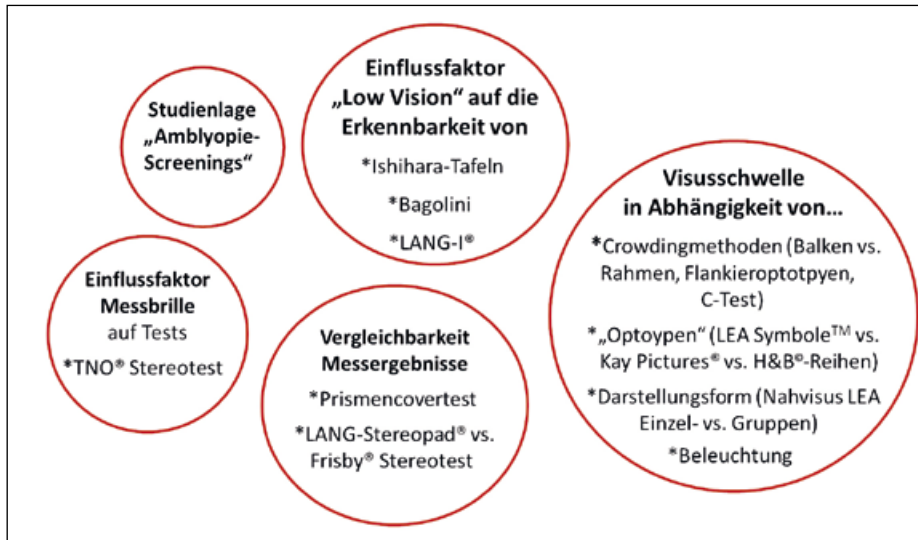 Studienlage
„Amblyopie-
Screenings“
Einflussfaktor
„Low Vision“ auf die
Erkennbarkeit von
*Ishihara-Tafeln
*Bagolini
*LANG-I®
Visusschwelle
in Abhängigkeit von...
*Crowdingmethoden (Balken vs.
Rahmen, Flankieroptotpyen,
C-Test)
*„Optoypen“ (LEA Symbole™ vs.
Kay Pictures® vs. H&B®-Reihen)
*Darstellungsform (Nahvisus LEA
Einzel- vs. Gruppen)
*Beleuchtung
Einflussfaktor
Messbrille
auf Tests
*TNO® Stereotest
Vergleichbarkeit
Messergebnisse
*Prismencovertest
*LANG-Stereopad® vs.
Frisby® Stereotest